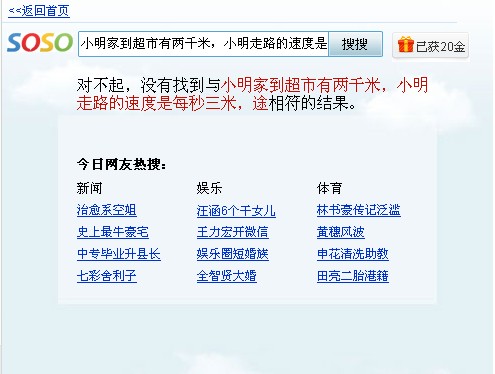 <<返回首页
SOSO 小明家到超市有两千米，小明走路的速度是 搜搜 已获20金
对不起，没有找到与小明家到超市有两千米，小明
走路的速度是每秒三米，途相符的结果。
今日网友热搜：
新闻 娱乐 体育
治愈系空姐 汪涵6个干女儿 林书豪传记泛滥
史上最牛豪宅 王力宏开微信 黄穗风波
中专毕业升县长 娱乐圈短婚族 申花清洗助教
七彩舍利子 全智贤大婚 田亮二胎港籍